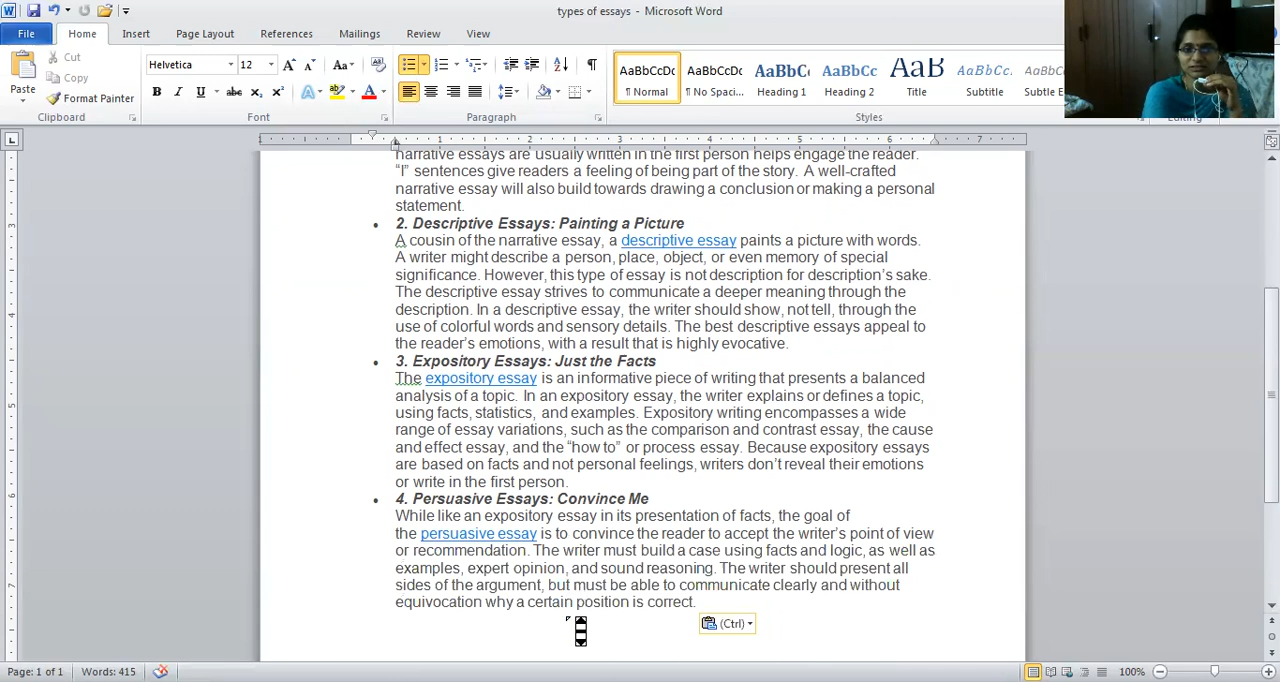 types of essays - Microsoft Word
File Home Insert Page Layout References Mailings Review View
Cut
Copy
Format Painter
Paste
Clipboard
Helvetica 12
Font
Paragraph
AaBbCcDc AaBbCcDc AaBbCc AaBbCc AaB AaBbCc.
¶ Normal ¶ No Spaci... Heading 1 Heading 2 Title Subtitle Subtle E
Styles
Editing
1 2 3 4 5 6 7
narrative essays are usually written in the first person helps engage the reader.
“I” sentences give readers a feeling of being part of the story. A well-crafted
narrative essay will also build towards drawing a conclusion or making a personal
statement.
• 2. Descriptive Essays: Painting a Picture
A cousin of the narrative essay, a descriptive essay paints a picture with words.
A writer might describe a person, place, object, or even memory of special
significance. However, this type of essay is not description for description’s sake.
The descriptive essay strives to communicate a deeper meaning through the
description. In a descriptive essay, the writer should show, not tell, through the
use of colorful words and sensory details. The best descriptive essays appeal to
the reader’s emotions, with a result that is highly evocative.
• 3. Expository Essays: Just the Facts
The expository essay is an informative piece of writing that presents a balanced
analysis of a topic. In an expository essay, the writer explains or defines a topic,
using facts, statistics, and examples. Expository writing encompasses a wide
range of essay variations, such as the comparison and contrast essay, the cause
and effect essay, and the “how to” or process essay. Because expository essays
are based on facts and not personal feelings, writers don’t reveal their emotions
or write in the first person.
• 4. Persuasive Essays: Convince Me
While like an expository essay in its presentation of facts, the goal of
the persuasive essay is to convince the reader to accept the writer’s point of view
or recommendation. The writer must build a case using facts and logic, as well as
examples, expert opinion, and sound reasoning. The writer should present all
sides of the argument, but must be able to communicate clearly and without
equivocation why a certain position is correct.
(Ctrl)
Page: 1 of 1 Words: 415 100%